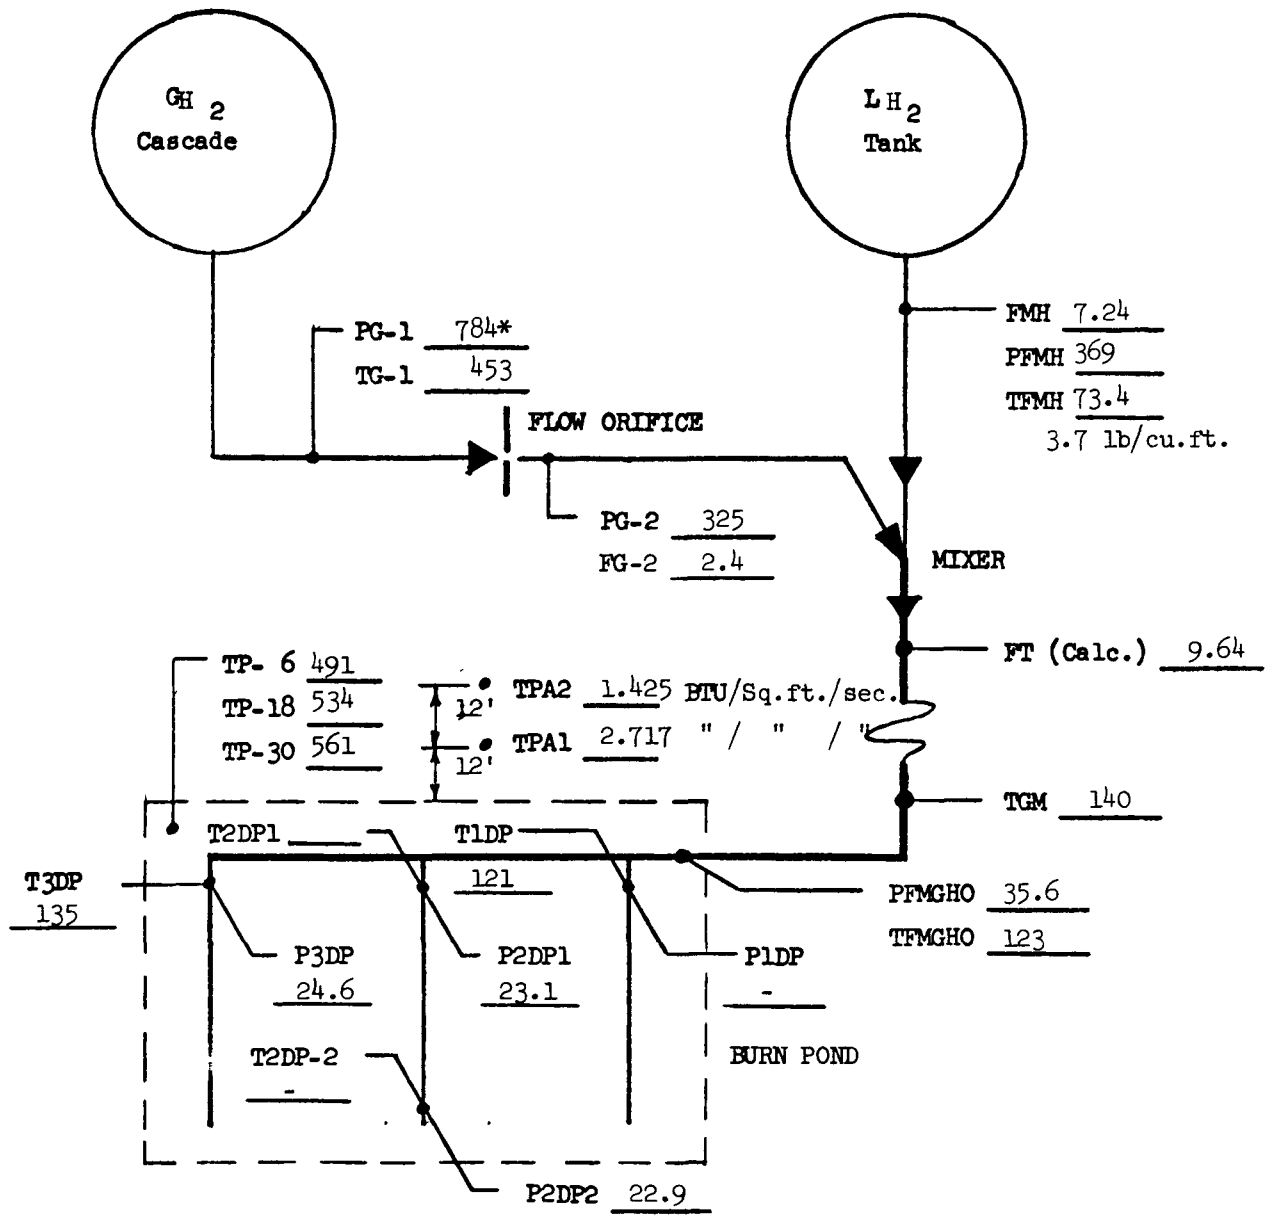 GH 2
Cascade
LH2
Tank
PG-1 784*
TG-1 453
FMH 7.24
PFMH 369
TFMH 73.4
3.7 lb/cu.ft.
FLOW ORIFICE
PG-2 325
FG-2 2.4
MIXER
FT (Calc.) 9.64
TP- 6 491
TP-18 534
TP-30 561
12'
12'
TPA2 1.425 BTU/Sq.ft./sec.
TPA1 2.717 " / " / "
TGM 140
T2DP1
T1DP
121
T3DP
135
PFMGHO 35.6
TFMGHO 123
P3DP
24.6
P2DP1
23.1
P1DP
-
T2DP-2
-
BURN POND
P2DP2 22.9